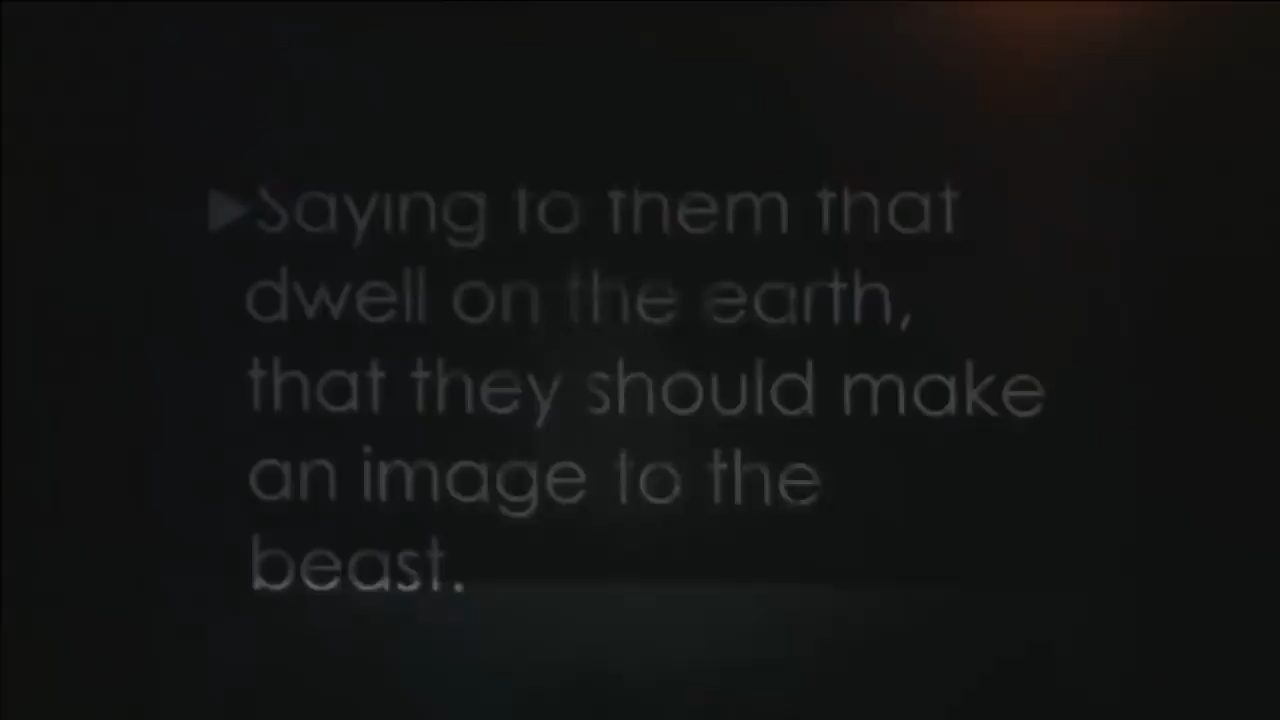 ▶Saying to them that
dwell on the earth,
that they should make
an image to the
beast.